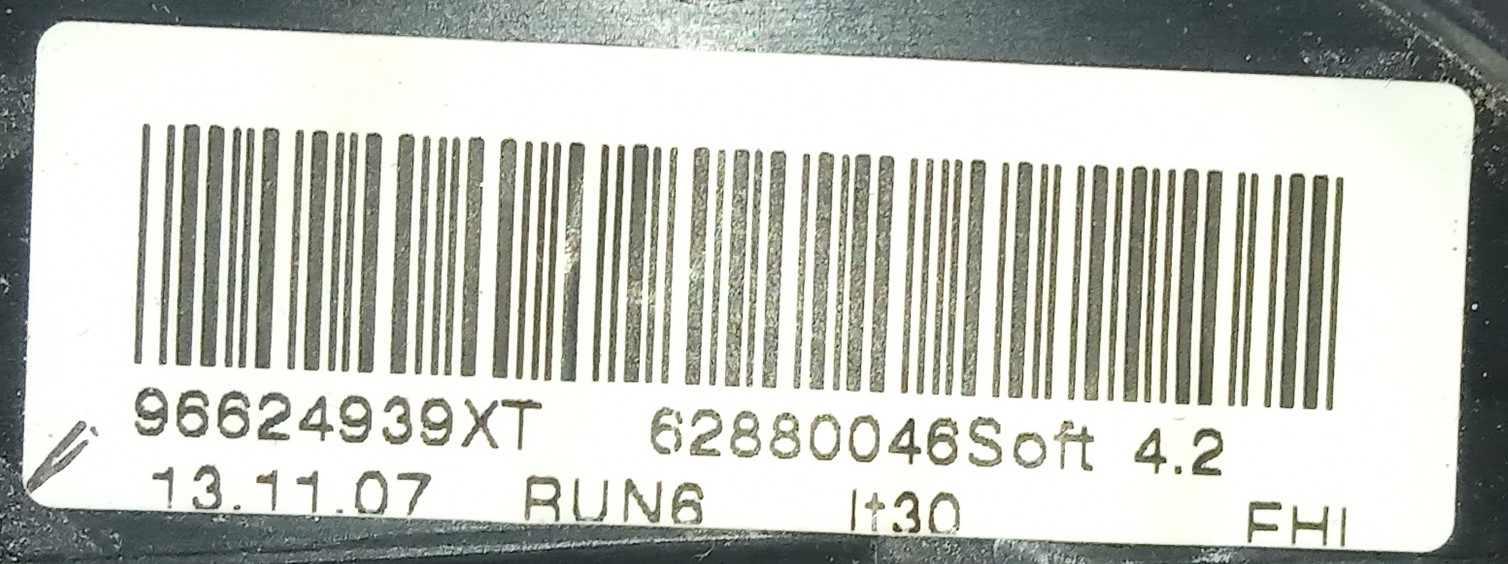 96624939XT 62880046Soft 4.2
13.11.07 RUN6 It30 FHI